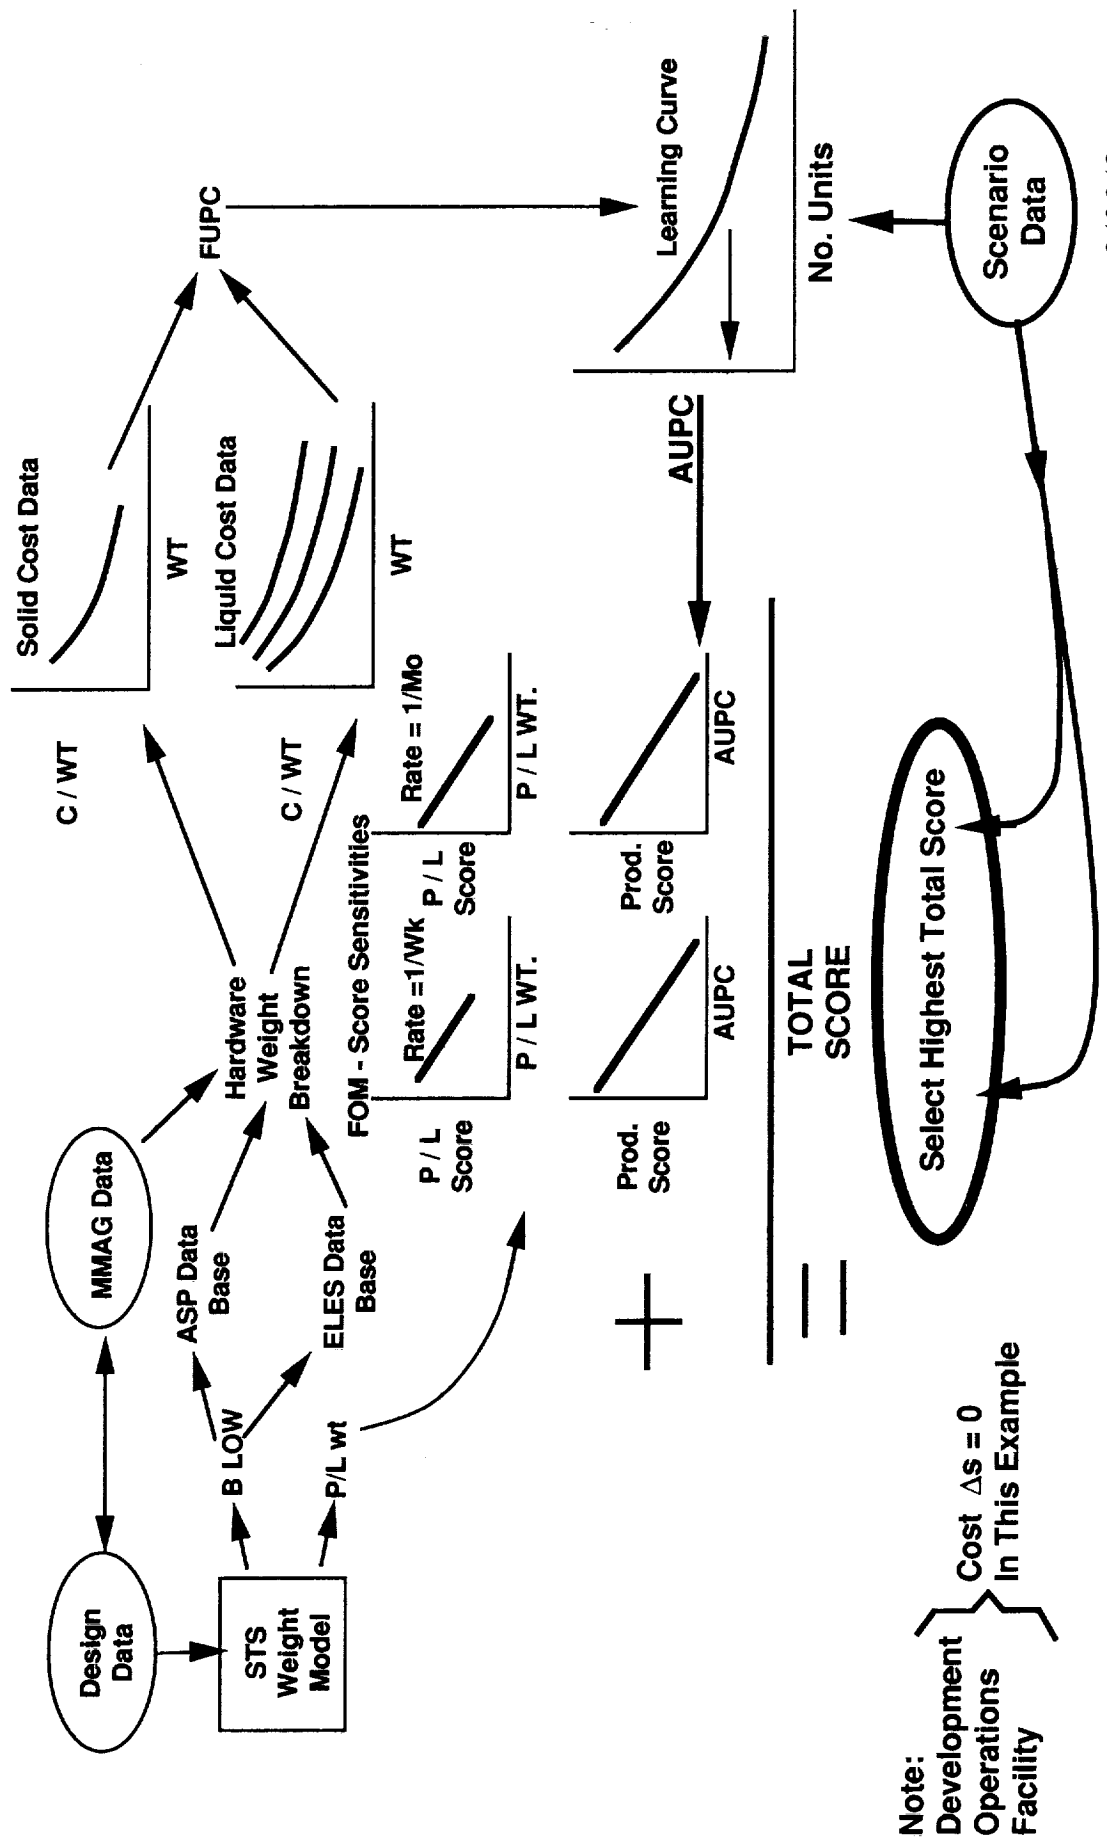 Design
Data
MMAG Data
STS
Weight
Model
B LOW
P/L wt
ASP Data
Base
ELES Data
Base
Hardware
Weight
Breakdown
C / WT
Solid Cost Data
WT
C / WT
Liquid Cost Data
WT
FUPC
FOM - Score Sensitivities
P / L
Score
Rate =1/Wk
P / L WT.
P / L
Score
Rate = 1/Mo
P / L WT.
Prod.
Score
AUPC
Prod.
Score
AUPC
AUPC
Learning Curve
No. Units
TOTAL
SCORE
Select Highest Total Score
Scenario
Data
Note:
Development
Operations
Facility
Cost Δs = 0
In This Example